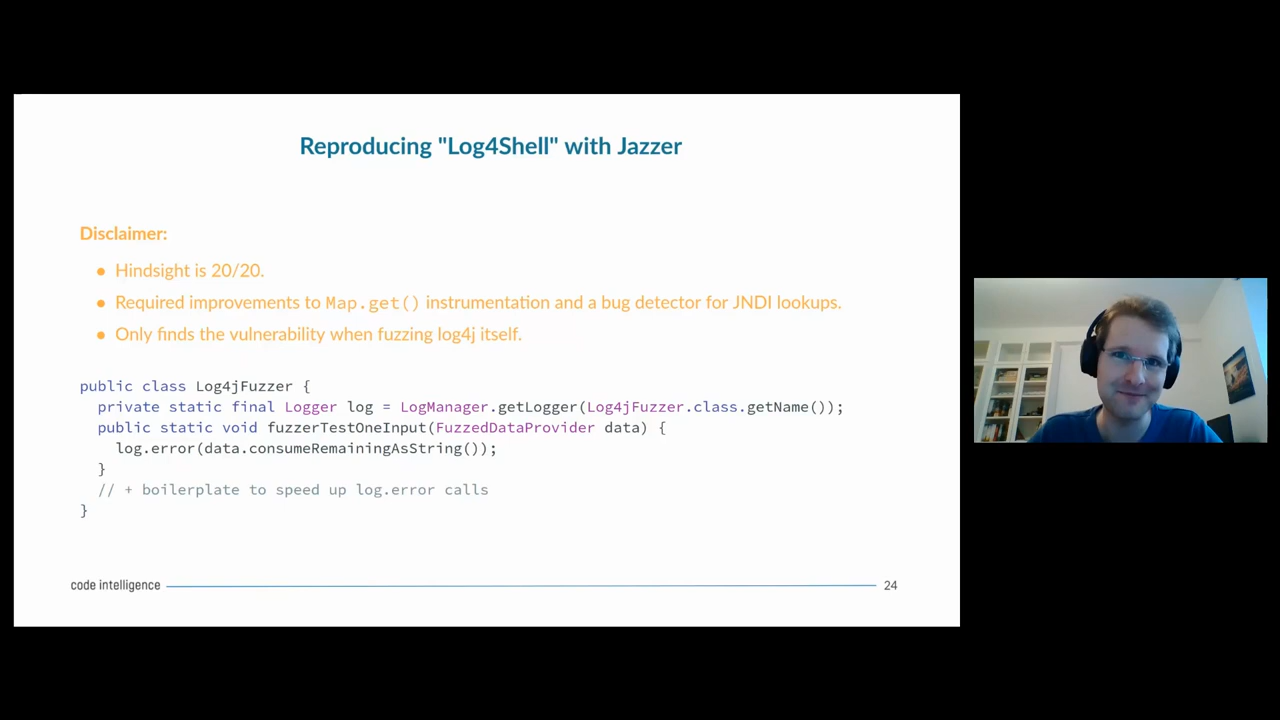 Reproducing "Log4Shell" with Jazzer
Disclaimer:
● Hindsight is 20/20.
● Required improvements to Map.get() instrumentation and a bug detector for JNDI lookups.
● Only finds the vulnerability when fuzzing log4j itself.
public class Log4jFuzzer {
  private static final Logger log = LogManager.getLogger(Log4jFuzzer.class.getName());
  public static void fuzzerTestOneInput(FuzzedDataProvider data) {
    log.error(data.consumeRemainingAsString());
  }
  // + boilerplate to speed up log.error calls
}
code intelligence 24